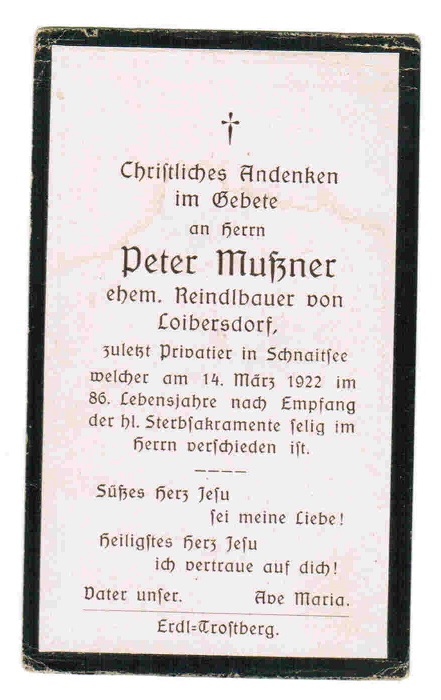 Christliches Andenken
im Gebete
an Herrn
Peter Mußner
ehem. Reindlbauer von
Loibersdorf,
zuletzt Privatier in Schnaitsee
welcher am 14. März 1922 im
86. Lebensjahre nach Empfang
der hl. Sterbsakramente selig im
Herrn verschieden ist.
Süßes Herz Jesu
sei meine Liebe!
Heiligstes Herz Jesu
ich vertraue auf dich!
Vater unser. Ave Maria.
Erdl=Trostberg.